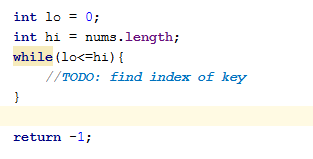 int lo = 0;
int hi = nums.length;
while(lo<=hi){
//TODO: find index of key
}
return -1;